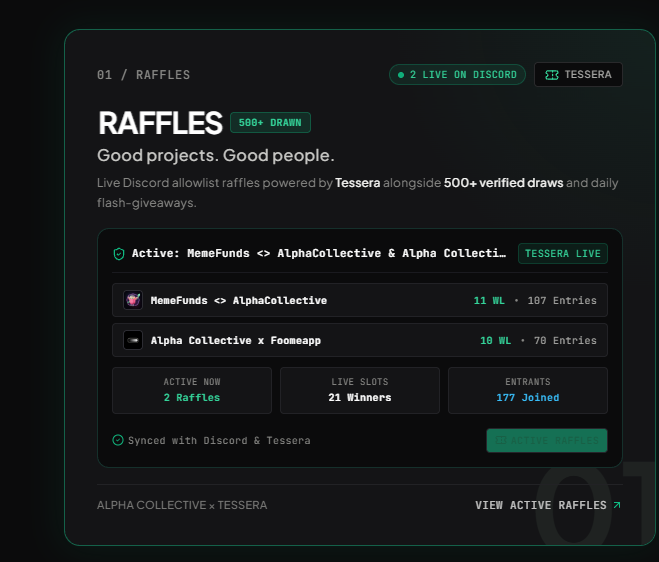 01 / RAFFLES
2 LIVE ON DISCORD
TESSERA
RAFFLES
500+ DRAWN
Good projects. Good people.
Live Discord allowlist raffles powered by Tessera alongside 500+ verified draws and daily
flash-giveaways.
Active: MemeFunds <> AlphaCollective & Alpha Collecti…
TESSERA LIVE
MemeFunds <> AlphaCollective
11 WL • 107 Entries
Alpha Collective x Foomeapp
10 WL • 70 Entries
ACTIVE NOW
2 Raffles
LIVE SLOTS
21 Winners
ENTRANTS
177 Joined
Synced with Discord & Tessera
ACTIVE RAFFLES
ALPHA COLLECTIVE × TESSERA
VIEW ACTIVE RAFFLES ↗
01